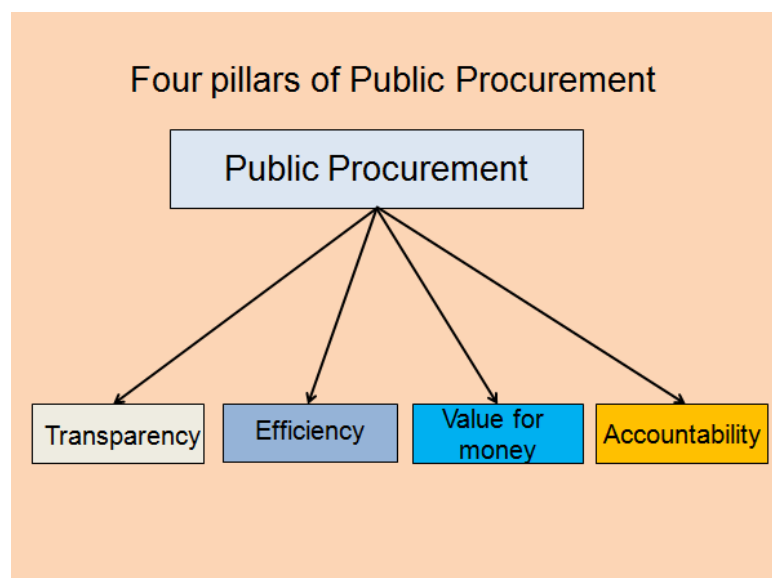 Four pillars of Public Procurement
Public Procurement
Transparency
Efficiency
Value for
money
Accountability